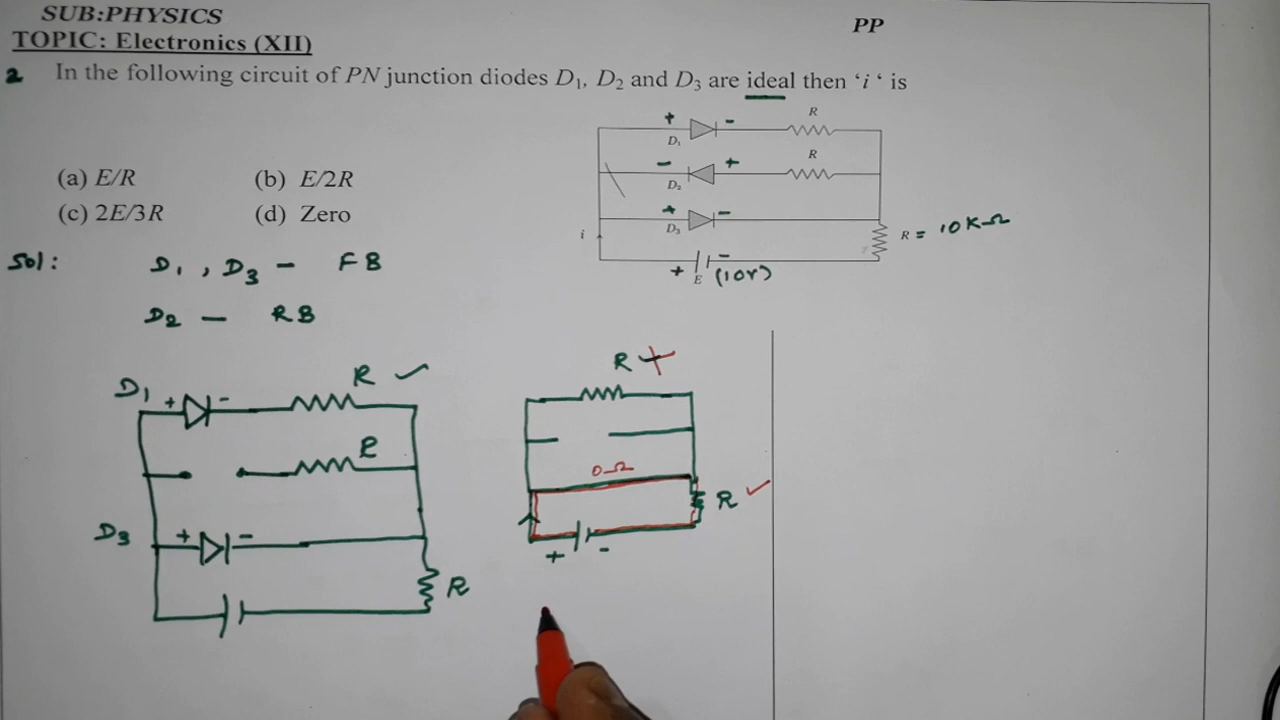 SUB:PHYSICS
PP
TOPIC: Electronics (XII)
2 In the following circuit of PN junction diodes D₁, D₂ and D₃ are ideal then ‘i ‘ is
(a) E/R (b) E/2R
(c) 2E/3R (d) Zero
+ - R
D₁
- + R
D₂
+ -
D₃
i
R = 10K-Ω
+ -
E (10V)
Sol: D₁, D₃ - FB
D₂ - RB
D₁ + - R ✓
R
D₃ + -
R
R
0-Ω
R ✓
+ -